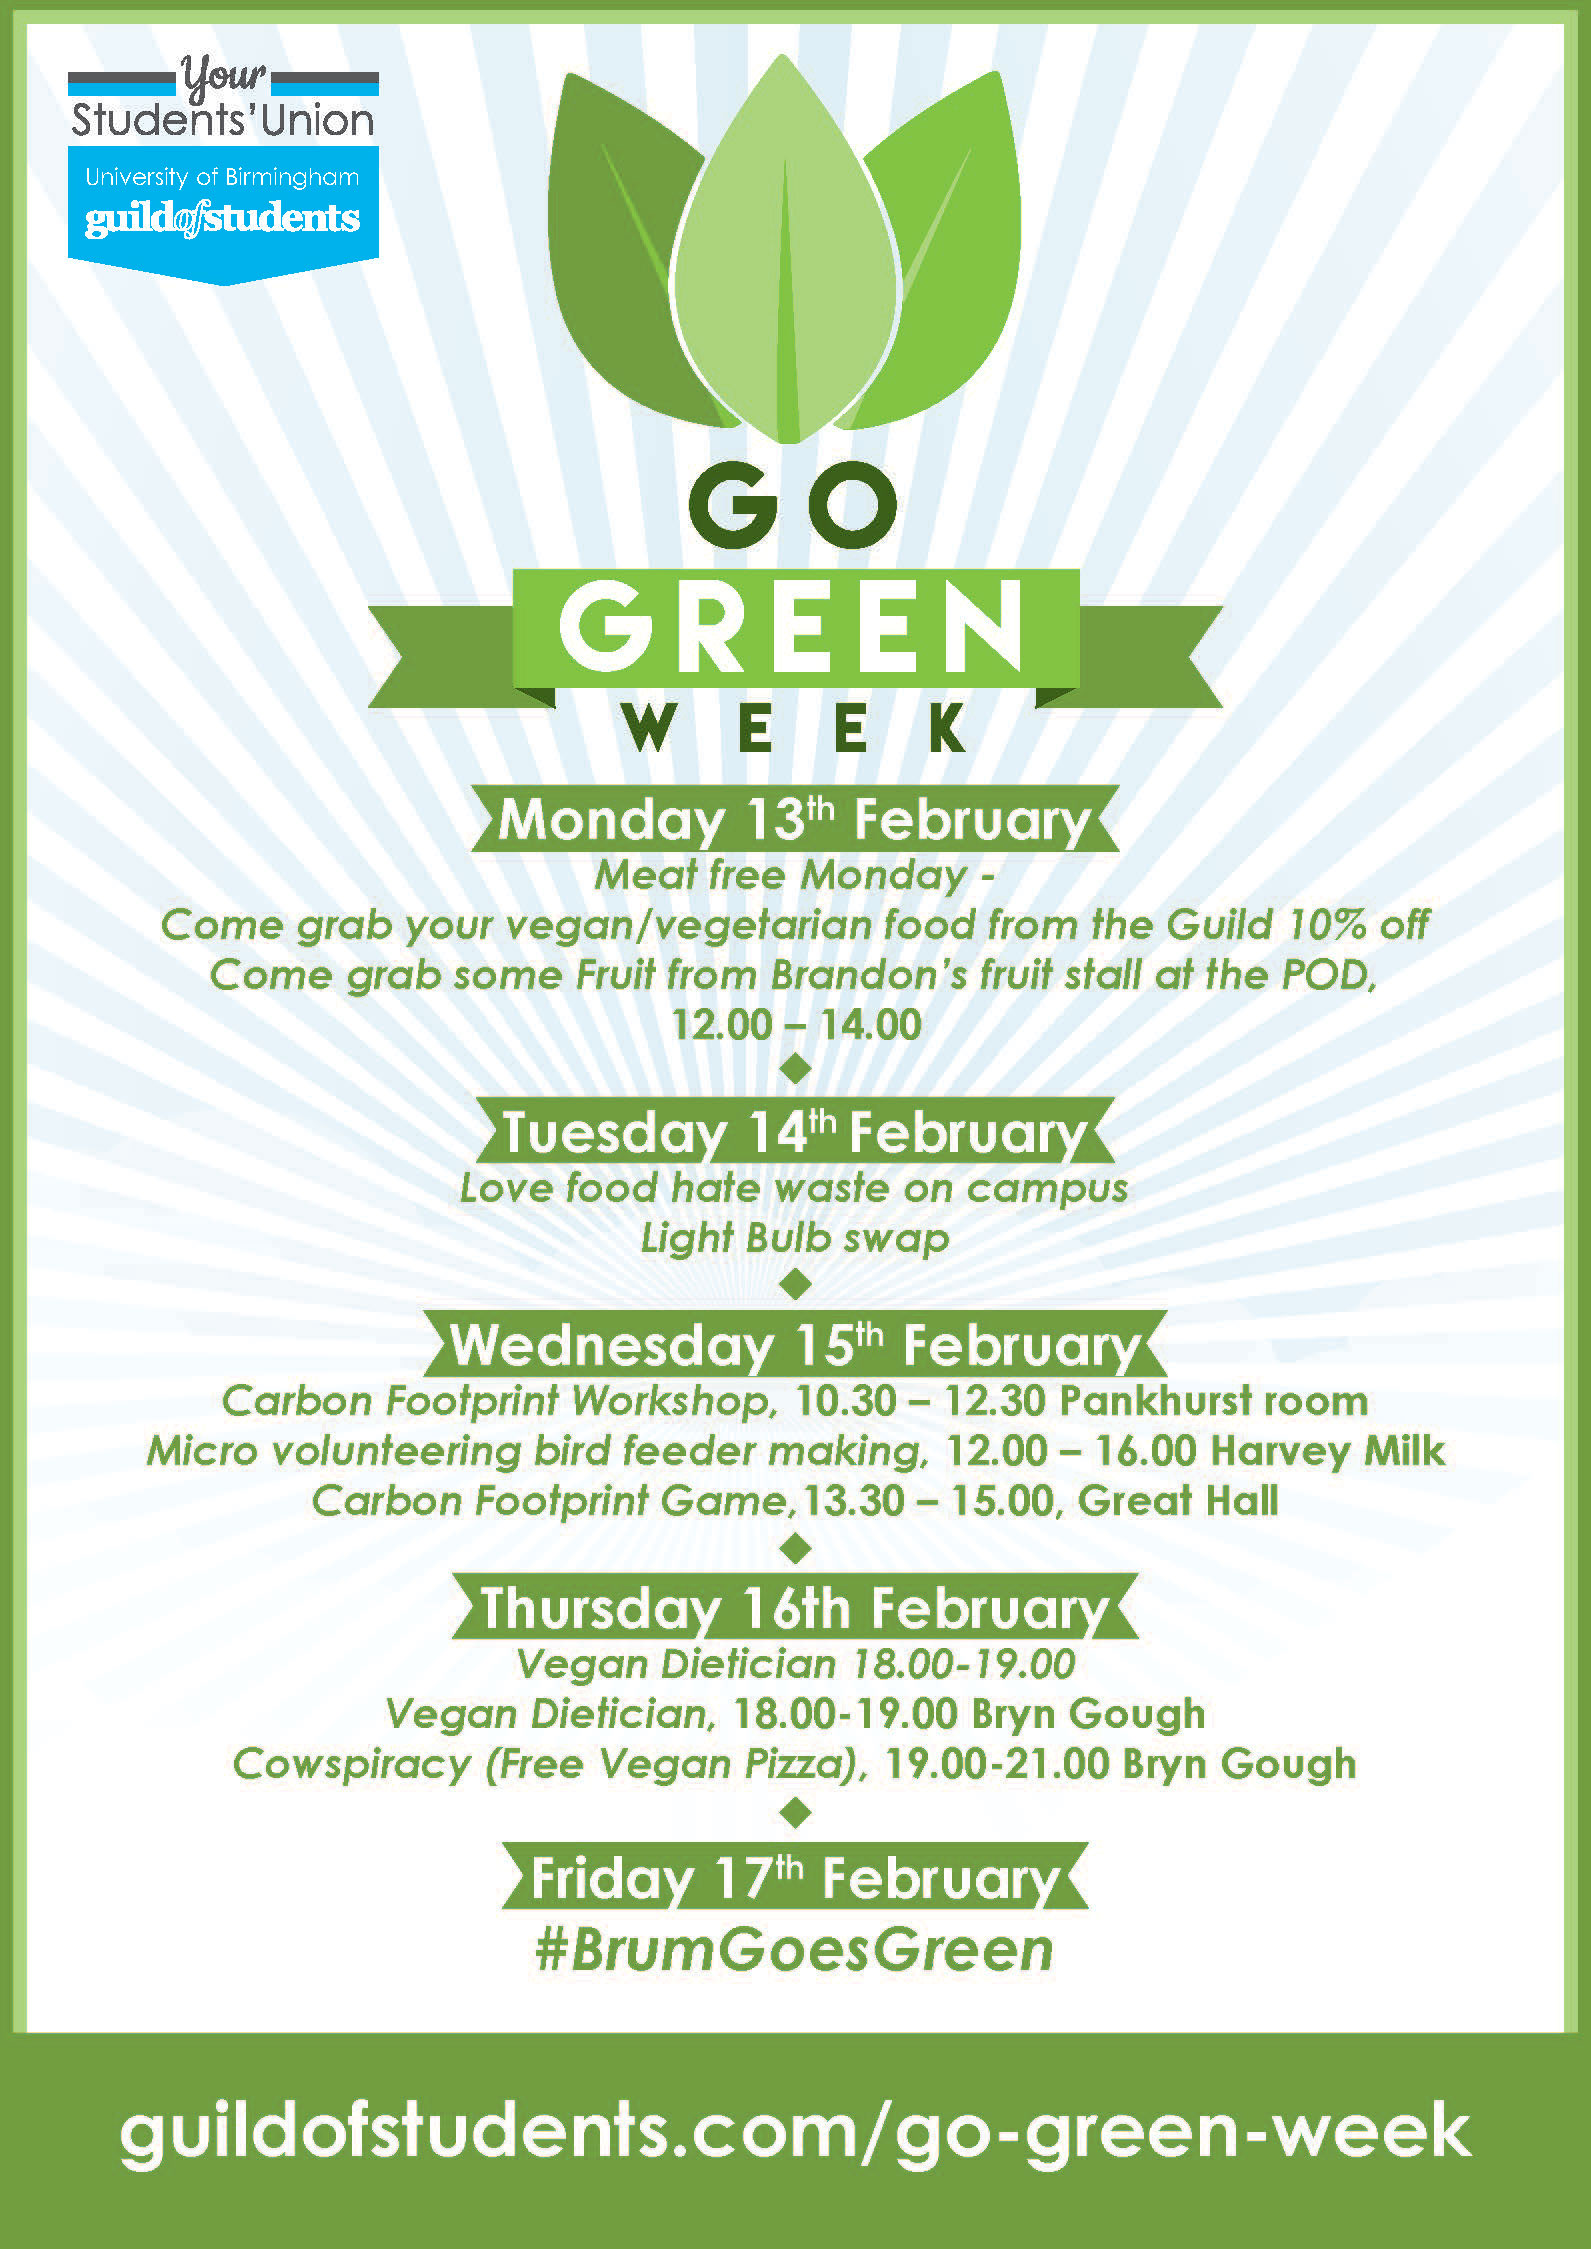 Your
Students'Union
University of Birmingham
guildofstudents
GO
GREEN
WEEK
Monday 13th February
Meat free Monday -
Come grab your vegan/vegetarian food from the Guild 10% off
Come grab some Fruit from Brandon's fruit stall at the POD,
12.00 – 14.00
Tuesday 14th February
Love food hate waste on campus
Light Bulb swap
Wednesday 15th February
Carbon Footprint Workshop, 10.30 – 12.30 Pankhurst room
Micro volunteering bird feeder making, 12.00 – 16.00 Harvey Milk
Carbon Footprint Game,13.30 – 15.00, Great Hall
Thursday 16th February
Vegan Dietician 18.00-19.00
Vegan Dietician, 18.00-19.00 Bryn Gough
Cowspiracy (Free Vegan Pizza), 19.00-21.00 Bryn Gough
Friday 17th February
#BrumGoesGreen
guildofstudents.com/go-green-week